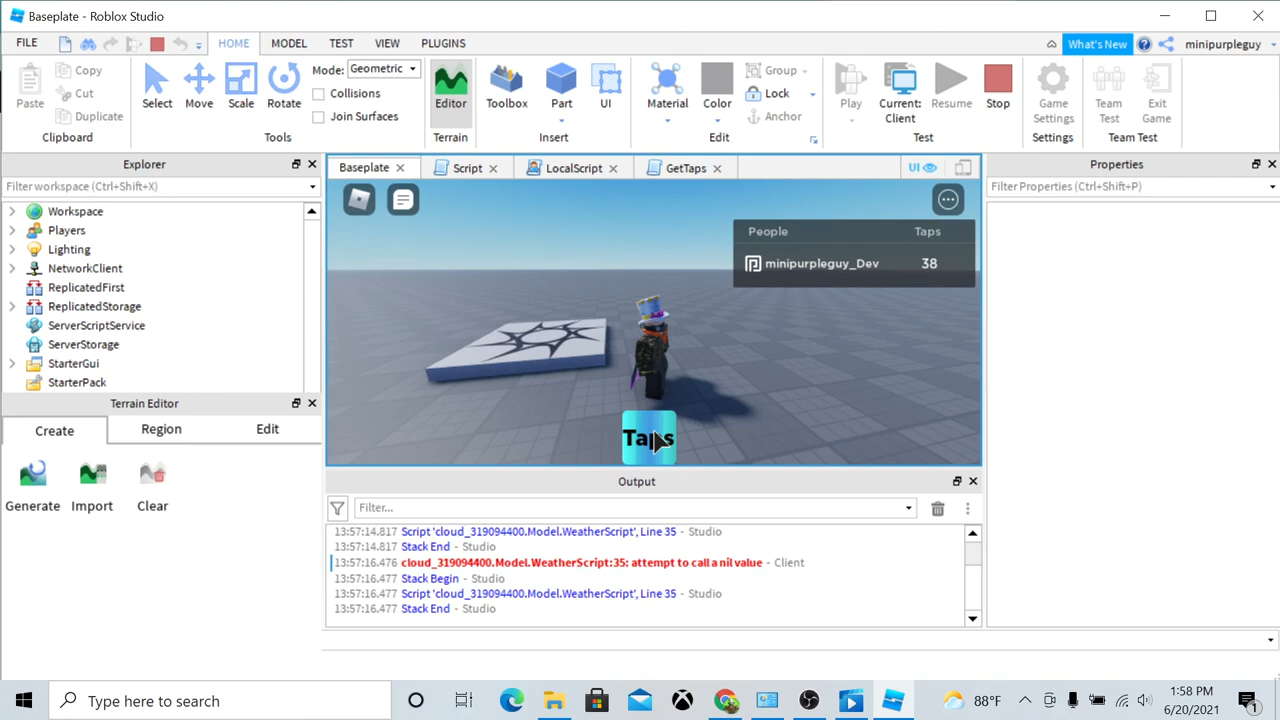 Baseplate - Roblox Studio
FILE HOME MODEL TEST VIEW PLUGINS What's New minipurpleguy
Paste Copy Cut Duplicate Clipboard
Select Move Scale Rotate Mode: Geometric Collisions Join Surfaces Tools
Editor Terrain
Toolbox Part UI Insert
Material Color Group Lock Anchor Edit
Play Current: Client Resume Stop Test
Game Settings Settings
Team Test Exit Game Team Test
Explorer
Filter workspace (Ctrl+Shift+X)
Workspace
Players
Lighting
NetworkClient
ReplicatedFirst
ReplicatedStorage
ServerScriptService
ServerStorage
StarterGui
StarterPack
Terrain Editor
Create Region Edit
Generate Import Clear
Baseplate Script LocalScript GetTaps UI
People Taps
minipurpleguy_Dev 38
Taps
Output
Filter...
13:57:14.817 Script 'cloud_319094400.Model.WeatherScript', Line 35 - Studio
13:57:14.817 Stack End - Studio
13:57:16.476 cloud_319094400.Model.WeatherScript:35: attempt to call a nil value - Client
13:57:16.477 Stack Begin - Studio
13:57:16.477 Script 'cloud_319094400.Model.WeatherScript', Line 35 - Studio
13:57:16.477 Stack End - Studio
Properties
Filter Properties (Ctrl+Shift+P)
Type here to search
88°F
1:58 PM
6/20/2021
1